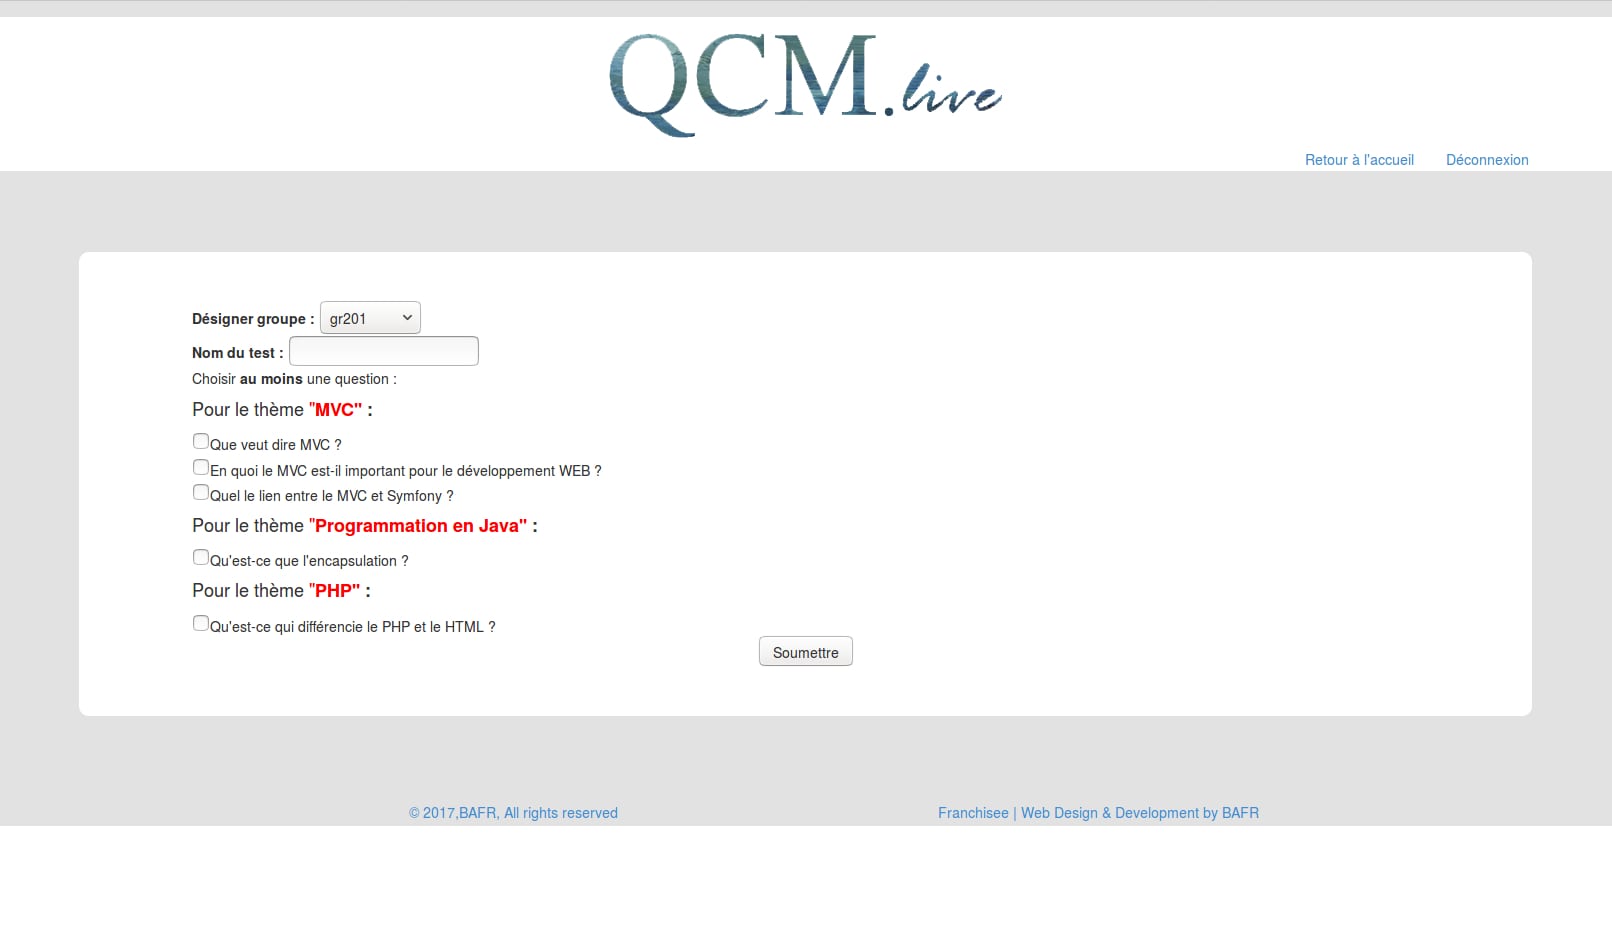 QCM.live
Retour à l'accueil Déconnexion
Désigner groupe : gr201
Nom du test :
Choisir au moins une question :
Pour le thème "MVC" :
Que veut dire MVC ?
En quoi le MVC est-il important pour le développement WEB ?
Quel le lien entre le MVC et Symfony ?
Pour le thème "Programmation en Java" :
Qu'est-ce que l'encapsulation ?
Pour le thème "PHP" :
Qu'est-ce qui différencie le PHP et le HTML ?
Soumettre
© 2017,BAFR, All rights reserved Franchisee | Web Design & Development by BAFR